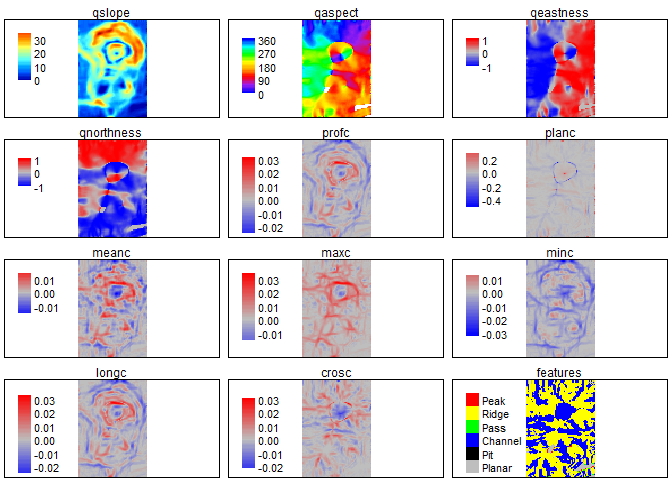 qslope
30
20
10
0
qaspect
360
270
180
90
0
qeastness
1
0
-1
qnorthness
1
0
-1
profc
0.03
0.02
0.01
0.00
-0.01
-0.02
planc
0.2
0.0
-0.2
-0.4
meanc
0.01
0.00
-0.01
maxc
0.03
0.02
0.01
0.00
-0.01
minc
0.01
0.00
-0.01
-0.02
-0.03
longc
0.03
0.02
0.01
0.00
-0.01
-0.02
crosc
0.03
0.02
0.01
0.00
-0.01
-0.02
features
Peak
Ridge
Pass
Channel
Pit
Planar